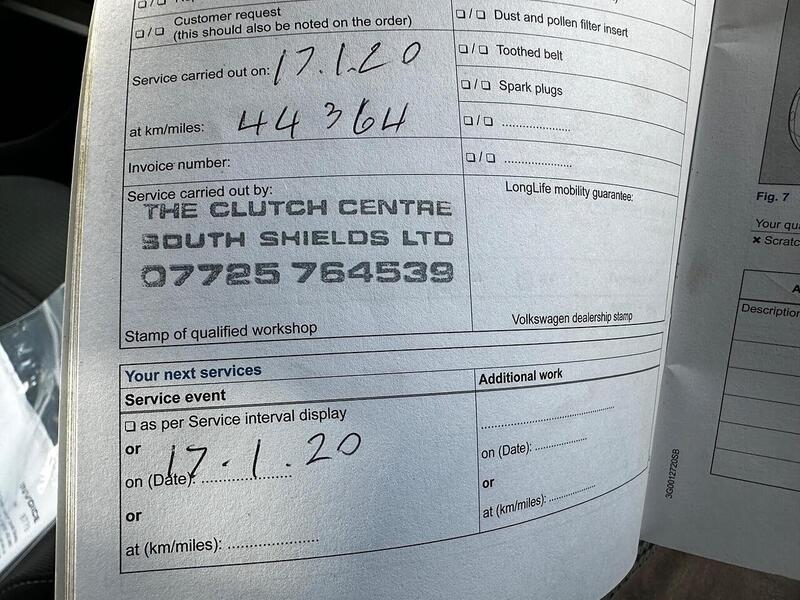 Customer request
(this should also be noted on the order)
Service carried out on: 17.1.20
at km/miles: 44364
Invoice number:
Service carried out by:
THE CLUTCH CENTRE
SOUTH SHIELDS LTD
07725 764539
Stamp of qualified workshop
❏ / ❏ Dust and pollen filter insert
❏ / ❏ Toothed belt
❏ / ❏ Spark plugs
❏ / ❏ .....................
❏ / ❏ .....................
LongLife mobility guarantee:
Volkswagen dealership stamp
Your next services
Service event
❏ as per Service interval display
or
on (Date): 17.1.20
or
at (km/miles): .....................
Additional work
.....................
on (Date): .....................
or
at (km/miles): .....................
3G0012720SB
Fig. 7
Your
Scratc
A
Description